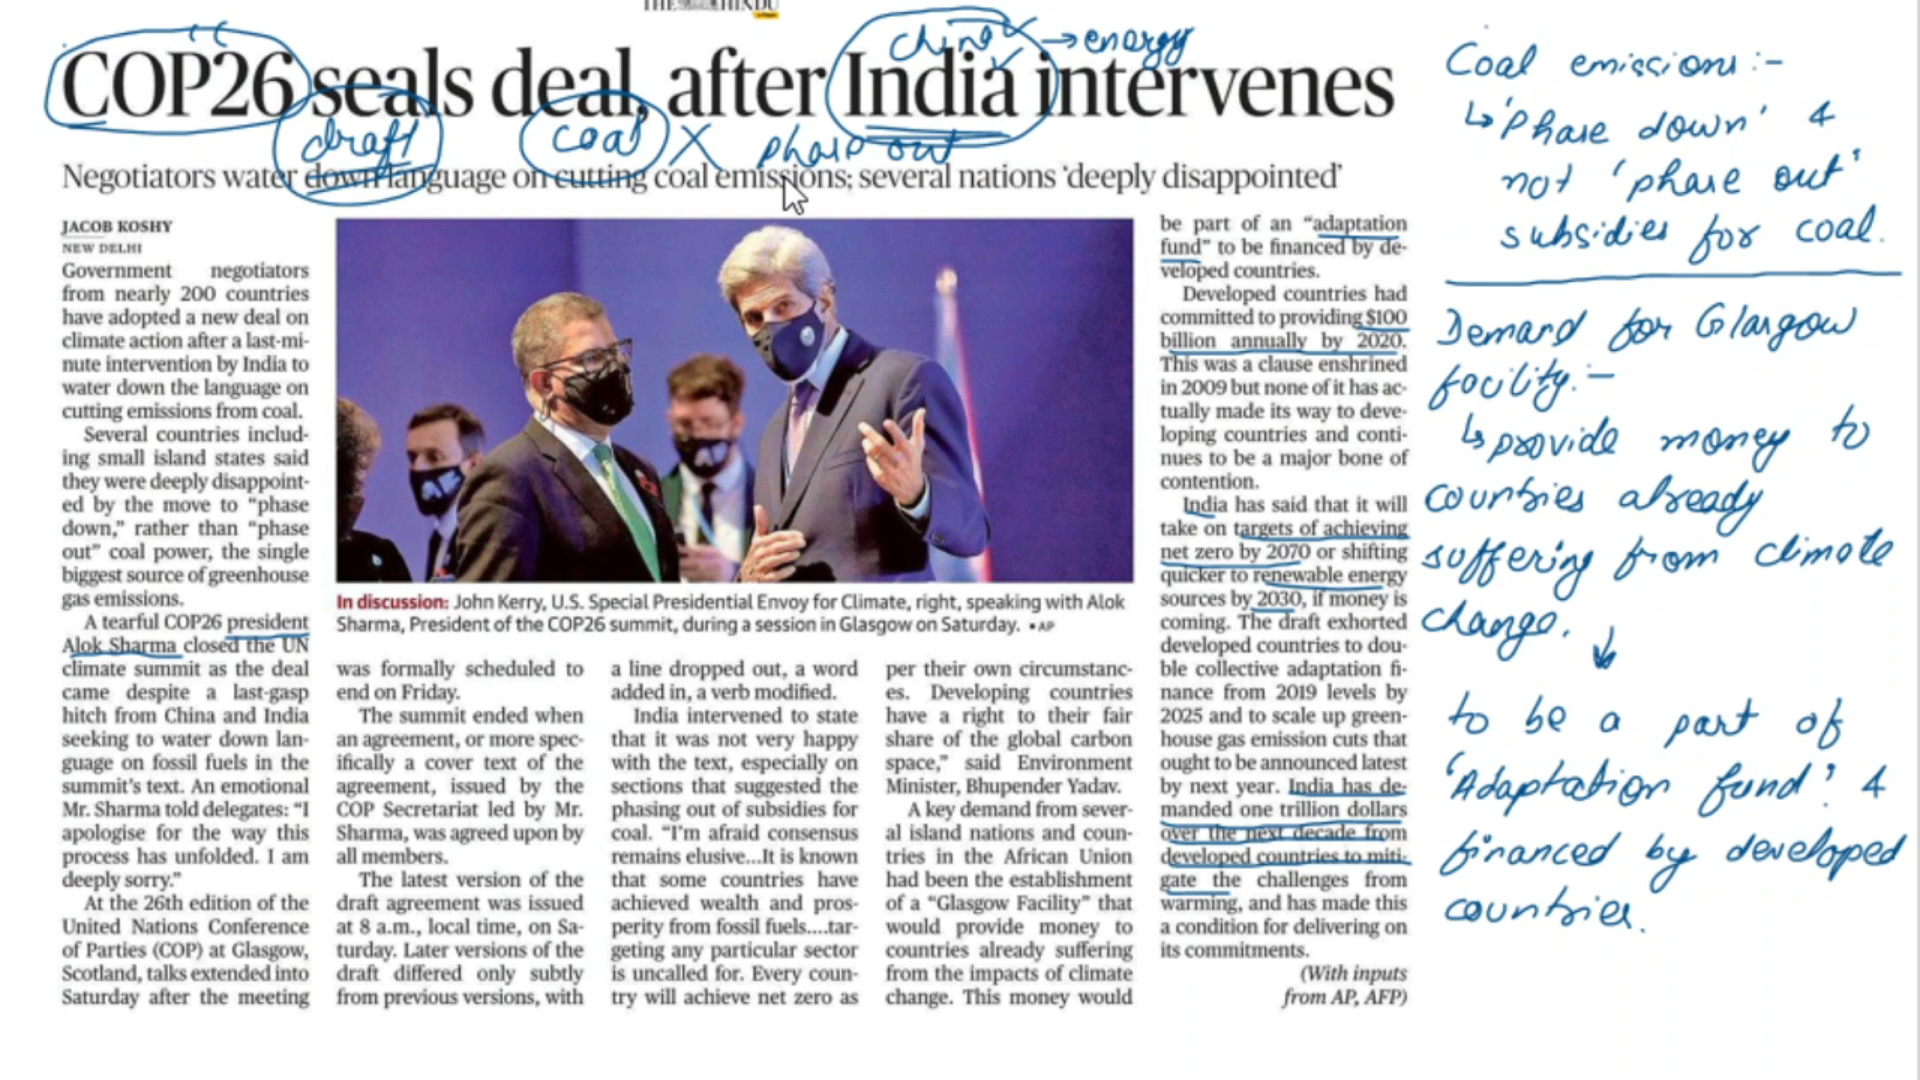 THE HINDU
COP26 seals deal, after India intervenes
china → energy
draft
coal X phase out
Negotiators water down language on cutting coal emissions; several nations ‘deeply disappointed’
JACOB KOSHY
NEW DELHI
Government negotiators
from nearly 200 countries
have adopted a new deal on
climate action after a last-mi-
nute intervention by India to
water down the language on
cutting emissions from coal.
Several countries includ-
ing small island states said
they were deeply disappoint-
ed by the move to “phase
down,” rather than “phase
out” coal power, the single
biggest source of greenhouse
gas emissions.
A tearful COP26 president
Alok Sharma closed the UN
climate summit as the deal
came despite a last-gasp
hitch from China and India
seeking to water down lan-
guage on fossil fuels in the
summit’s text. An emotional
Mr. Sharma told delegates: “I
apologise for the way this
process has unfolded. I am
deeply sorry.”
At the 26th edition of the
United Nations Conference
of Parties (COP) at Glasgow,
Scotland, talks extended into
Saturday after the meeting
In discussion: John Kerry, U.S. Special Presidential Envoy for Climate, right, speaking with Alok
Sharma, President of the COP26 summit, during a session in Glasgow on Saturday. •AP
was formally scheduled to
end on Friday.
The summit ended when
an agreement, or more spec-
ifically a cover text of the
agreement, issued by the
COP Secretariat led by Mr.
Sharma, was agreed upon by
all members.
The latest version of the
draft agreement was issued
at 8 a.m., local time, on Sa-
turday. Later versions of the
draft differed only subtly
from previous versions, with
a line dropped out, a word
added in, a verb modified.
India intervened to state
that it was not very happy
with the text, especially on
sections that suggested the
phasing out of subsidies for
coal. “I’m afraid consensus
remains elusive...It is known
that some countries have
achieved wealth and pros-
perity from fossil fuels....tar-
geting any particular sector
is uncalled for. Every coun-
try will achieve net zero as
per their own circumstanc-
es. Developing countries
have a right to their fair
share of the global carbon
space,” said Environment
Minister, Bhupender Yadav.
A key demand from sever-
al island nations and coun-
tries in the African Union
had been the establishment
of a “Glasgow Facility” that
would provide money to
countries already suffering
from the impacts of climate
change. This money would
be part of an “adaptation
fund” to be financed by de-
veloped countries.
Developed countries had
committed to providing $100
billion annually by 2020.
This was a clause enshrined
in 2009 but none of it has ac-
tually made its way to deve-
loping countries and conti-
nues to be a major bone of
contention.
India has said that it will
take on targets of achieving
net zero by 2070 or shifting
quicker to renewable energy
sources by 2030, if money is
coming. The draft exhorted
developed countries to dou-
ble collective adaptation fi-
nance from 2019 levels by
2025 and to scale up green-
house gas emission cuts that
ought to be announced latest
by next year. India has de-
manded one trillion dollars
over the next decade from
developed countries to miti-
gate the challenges from
warming, and has made this
a condition for delivering on
its commitments.
(With inputs
from AP, AFP)
Coal emissions :-
↳ 'Phase down' &
not 'phase out'
subsidies for coal.
Demand for Glasgow
facility :-
↳ provide money to
countries already
suffering from climate
change. ↓
to be a part of
'Adaptation fund' &
financed by developed
countries.